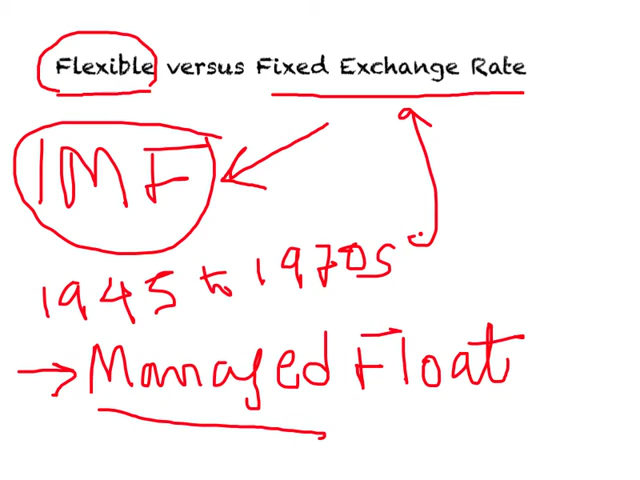 Flexible versus Fixed Exchange Rate
IMF
1945 to 1970s
Managed Float